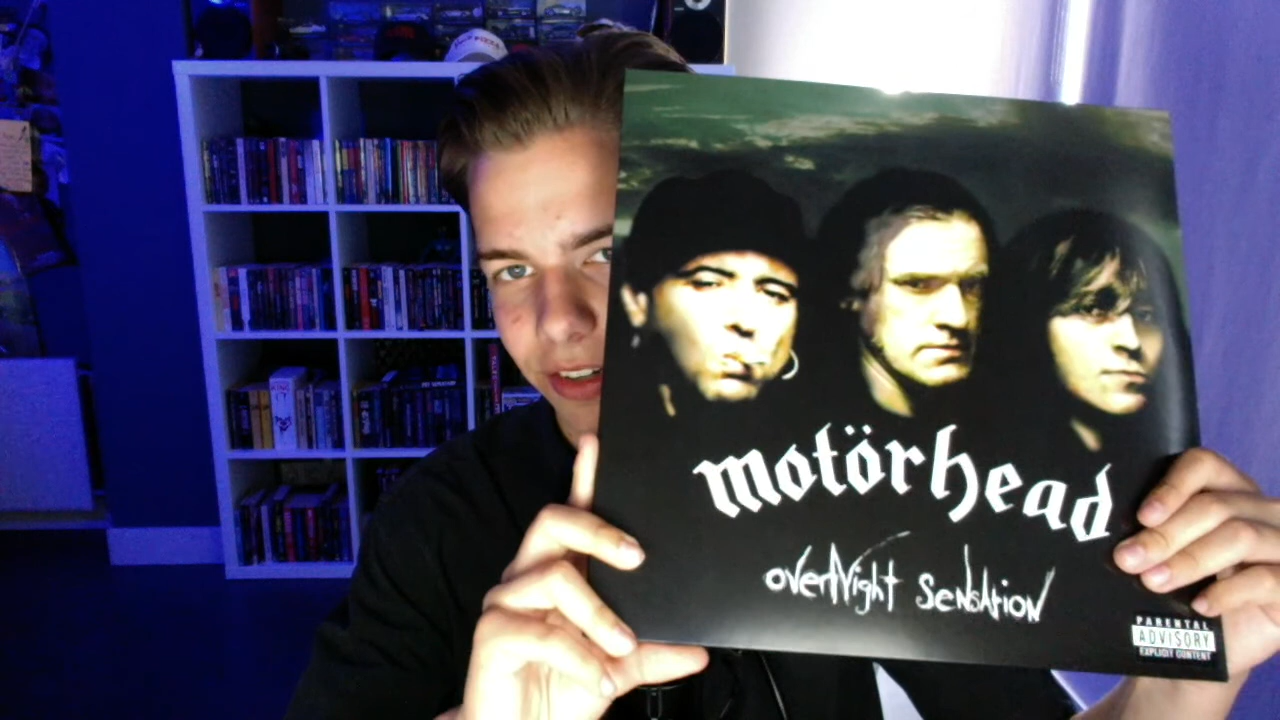 motörhead
overnight sensation
PARENTAL
ADVISORY
EXPLICIT CONTENT